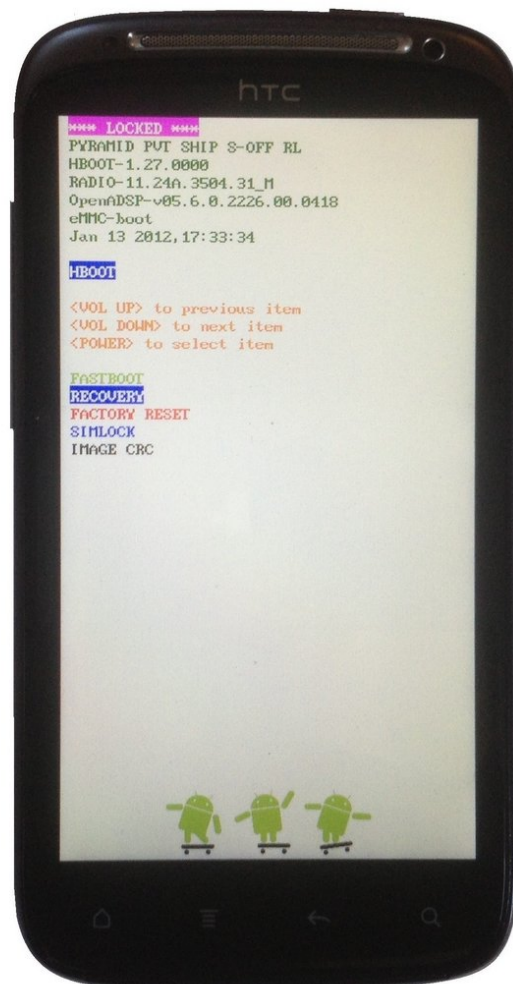 hTC
*** LOCKED ***
PYRAMID PVT SHIP S-OFF RL
HBOOT-1.27.0000
RADIO-11.24A.3504.31_M
OpenADSP-v05.6.0.2226.00.0418
eMMC-boot
Jan 13 2012,17:33:34
HBOOT
<VOL UP> to previous item
<VOL DOWN> to next item
<POWER> to select item
FASTBOOT
RECOVERY
FACTORY RESET
SIMLOCK
IMAGE CRC